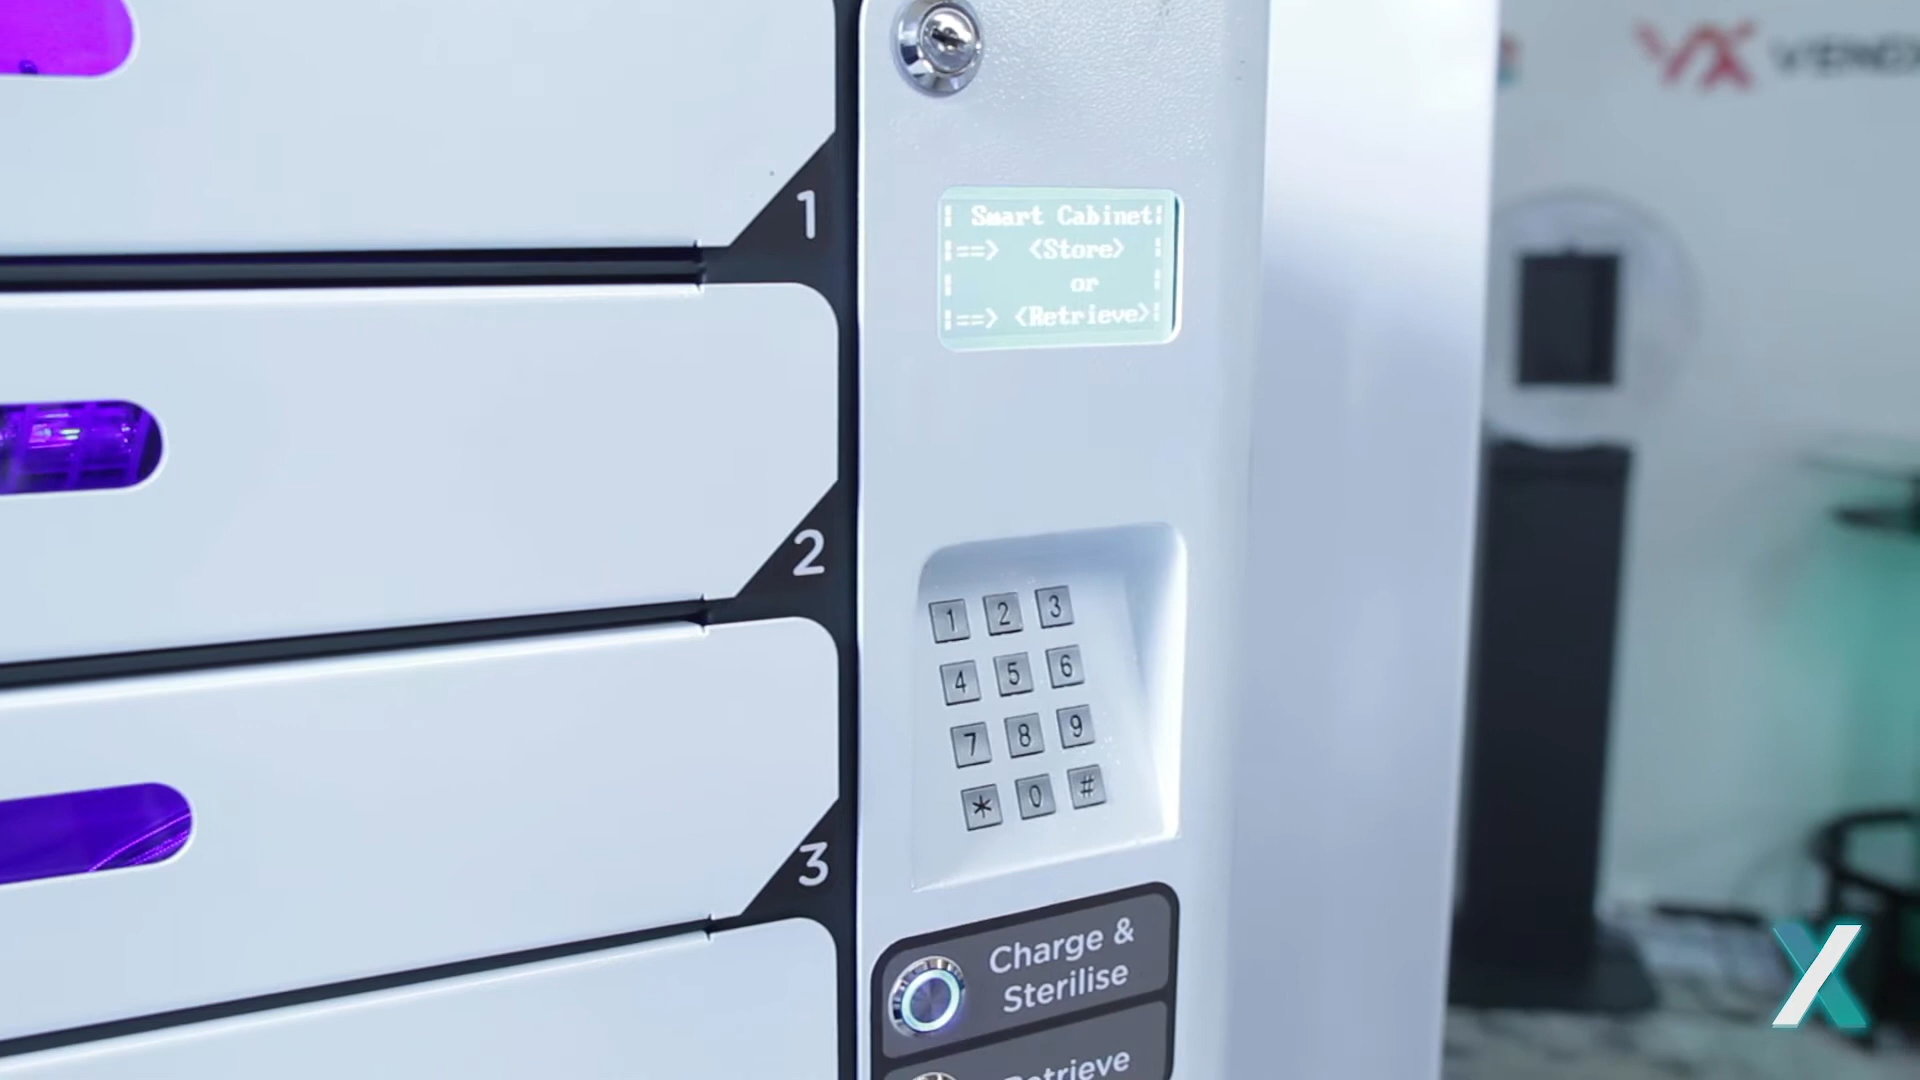 Smart Cabinet
==> <Store>
or
==> <Retrieve>
1
2
3
1 2 3
4 5 6
7 8 9
* 0 #
Charge &
Sterilise
Retrieve
X